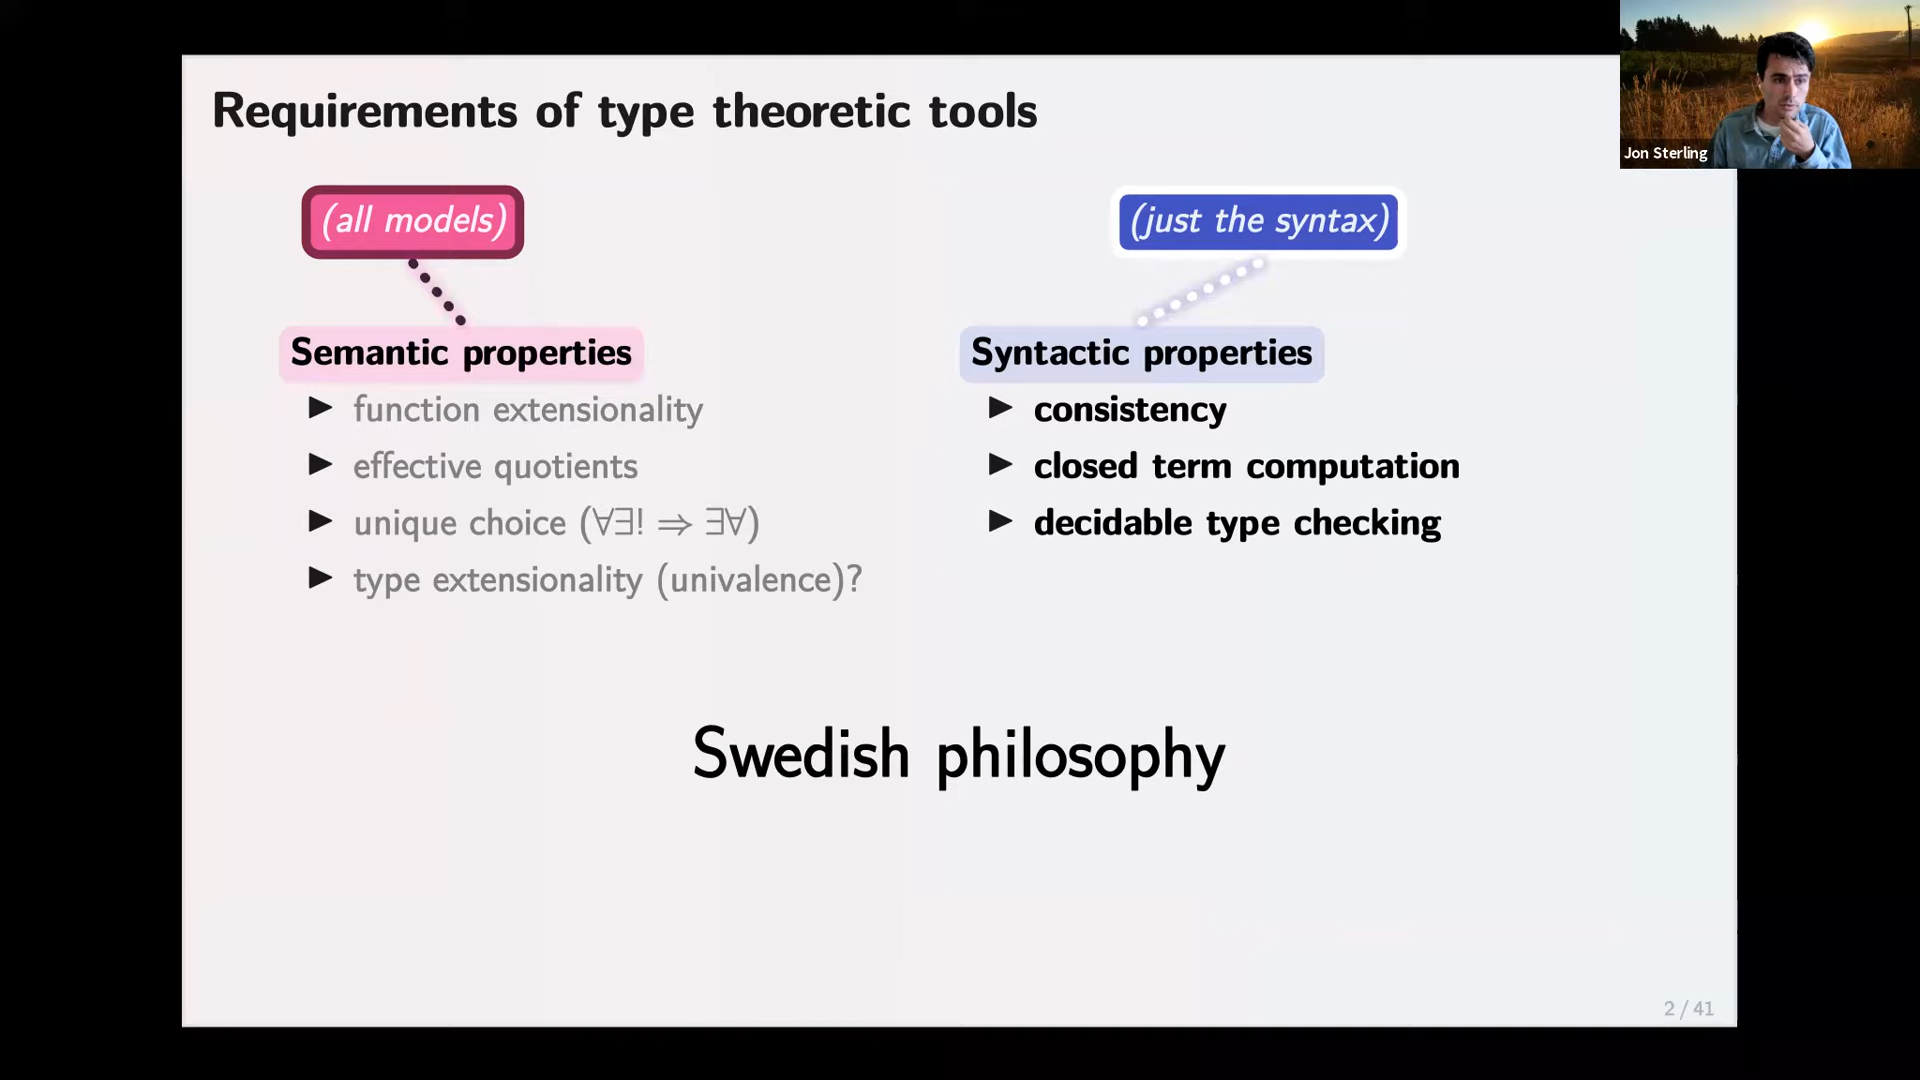 Requirements of type theoretic tools
Jon Sterling
(all models)
(just the syntax)
Semantic properties
▶ function extensionality
▶ effective quotients
▶ unique choice (∀∃! ⇒ ∃∀)
▶ type extensionality (univalence)?
Syntactic properties
▶ consistency
▶ closed term computation
▶ decidable type checking
Swedish philosophy
2 / 41